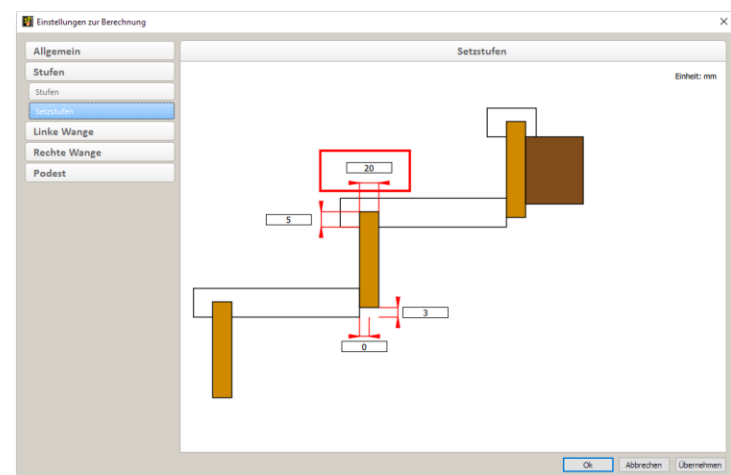 Einstellungen zur Berechnung
Allgemein
Stufen
Stufen
Setzstufen
Linke Wange
Rechte Wange
Podest
Setzstufen
Einheit: mm
20
5
3
0
Ok
Abbrechen
Übernehmen